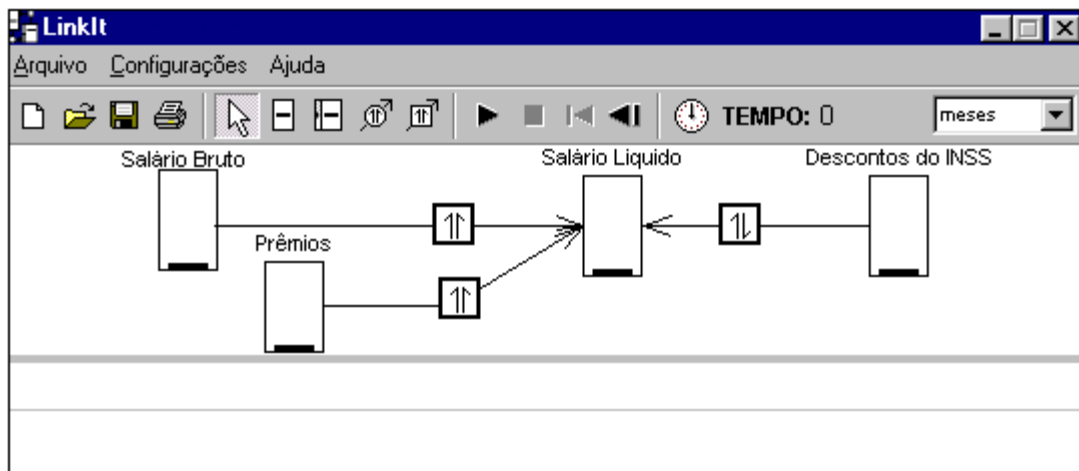 LinkIt
Arquivo Configurações Ajuda
TEMPO: 0 meses
Salário Bruto Salário Liquido Descontos do INSS
Prêmios